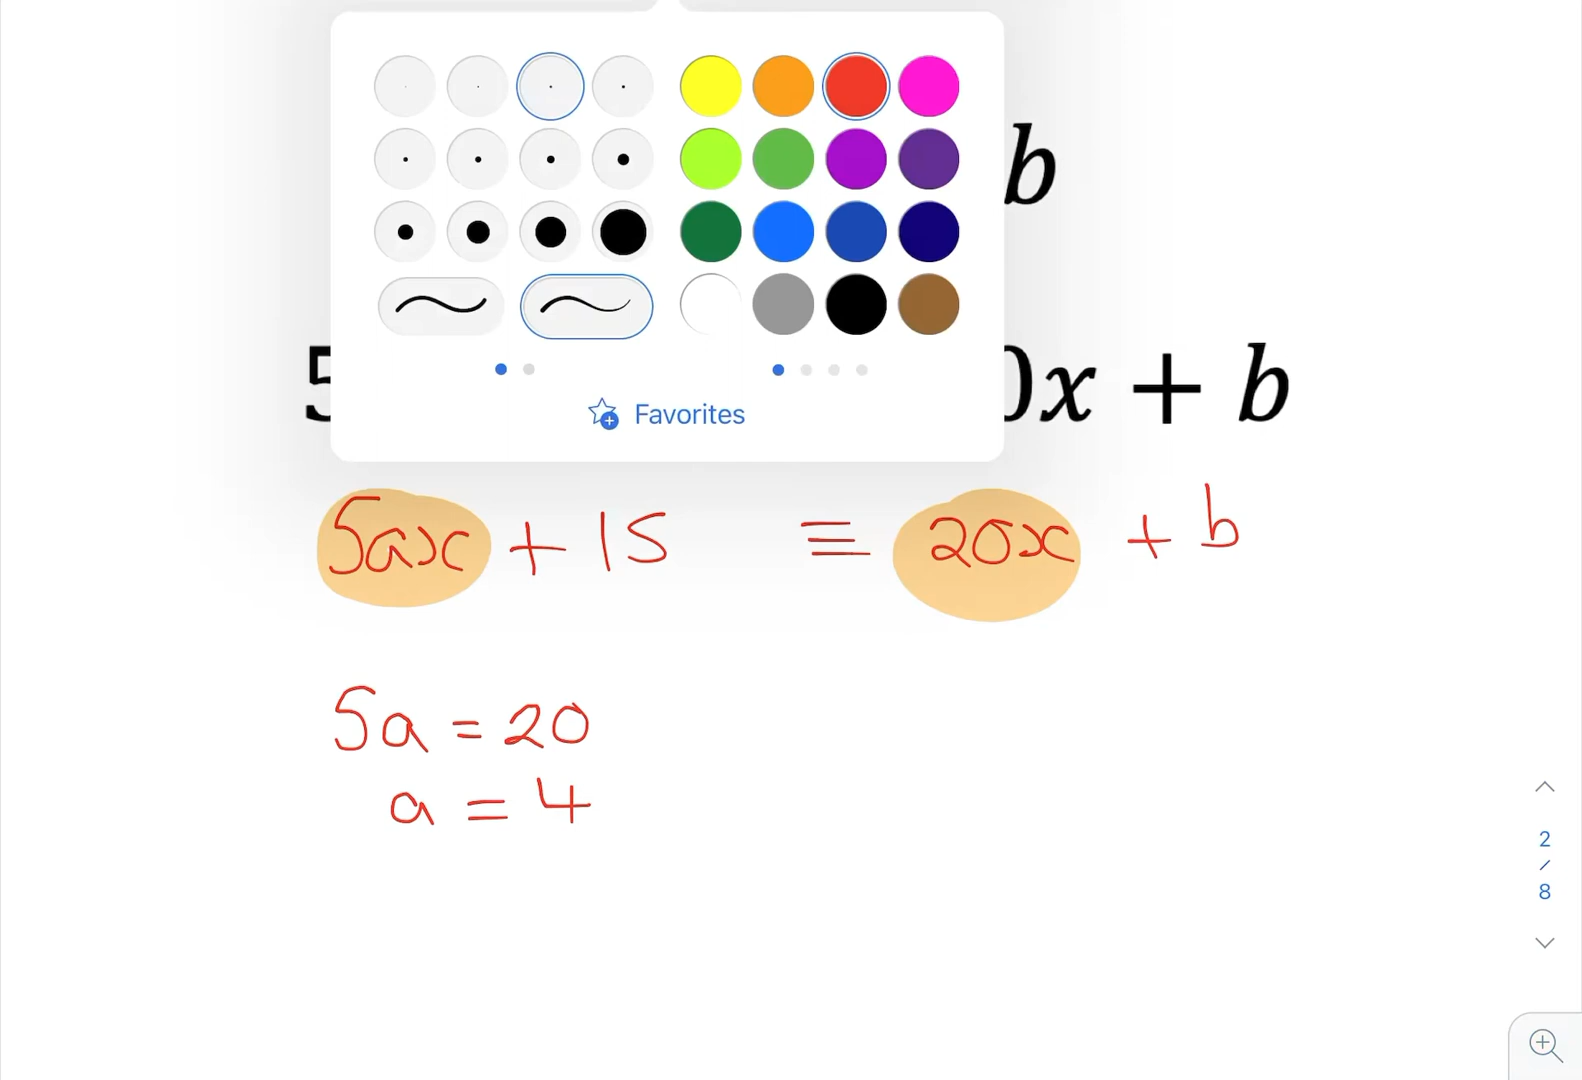 b
5
0x + b
Favorites
5ax + 15 ≡ 20x + b
5a = 20
a = 4
2
/
8